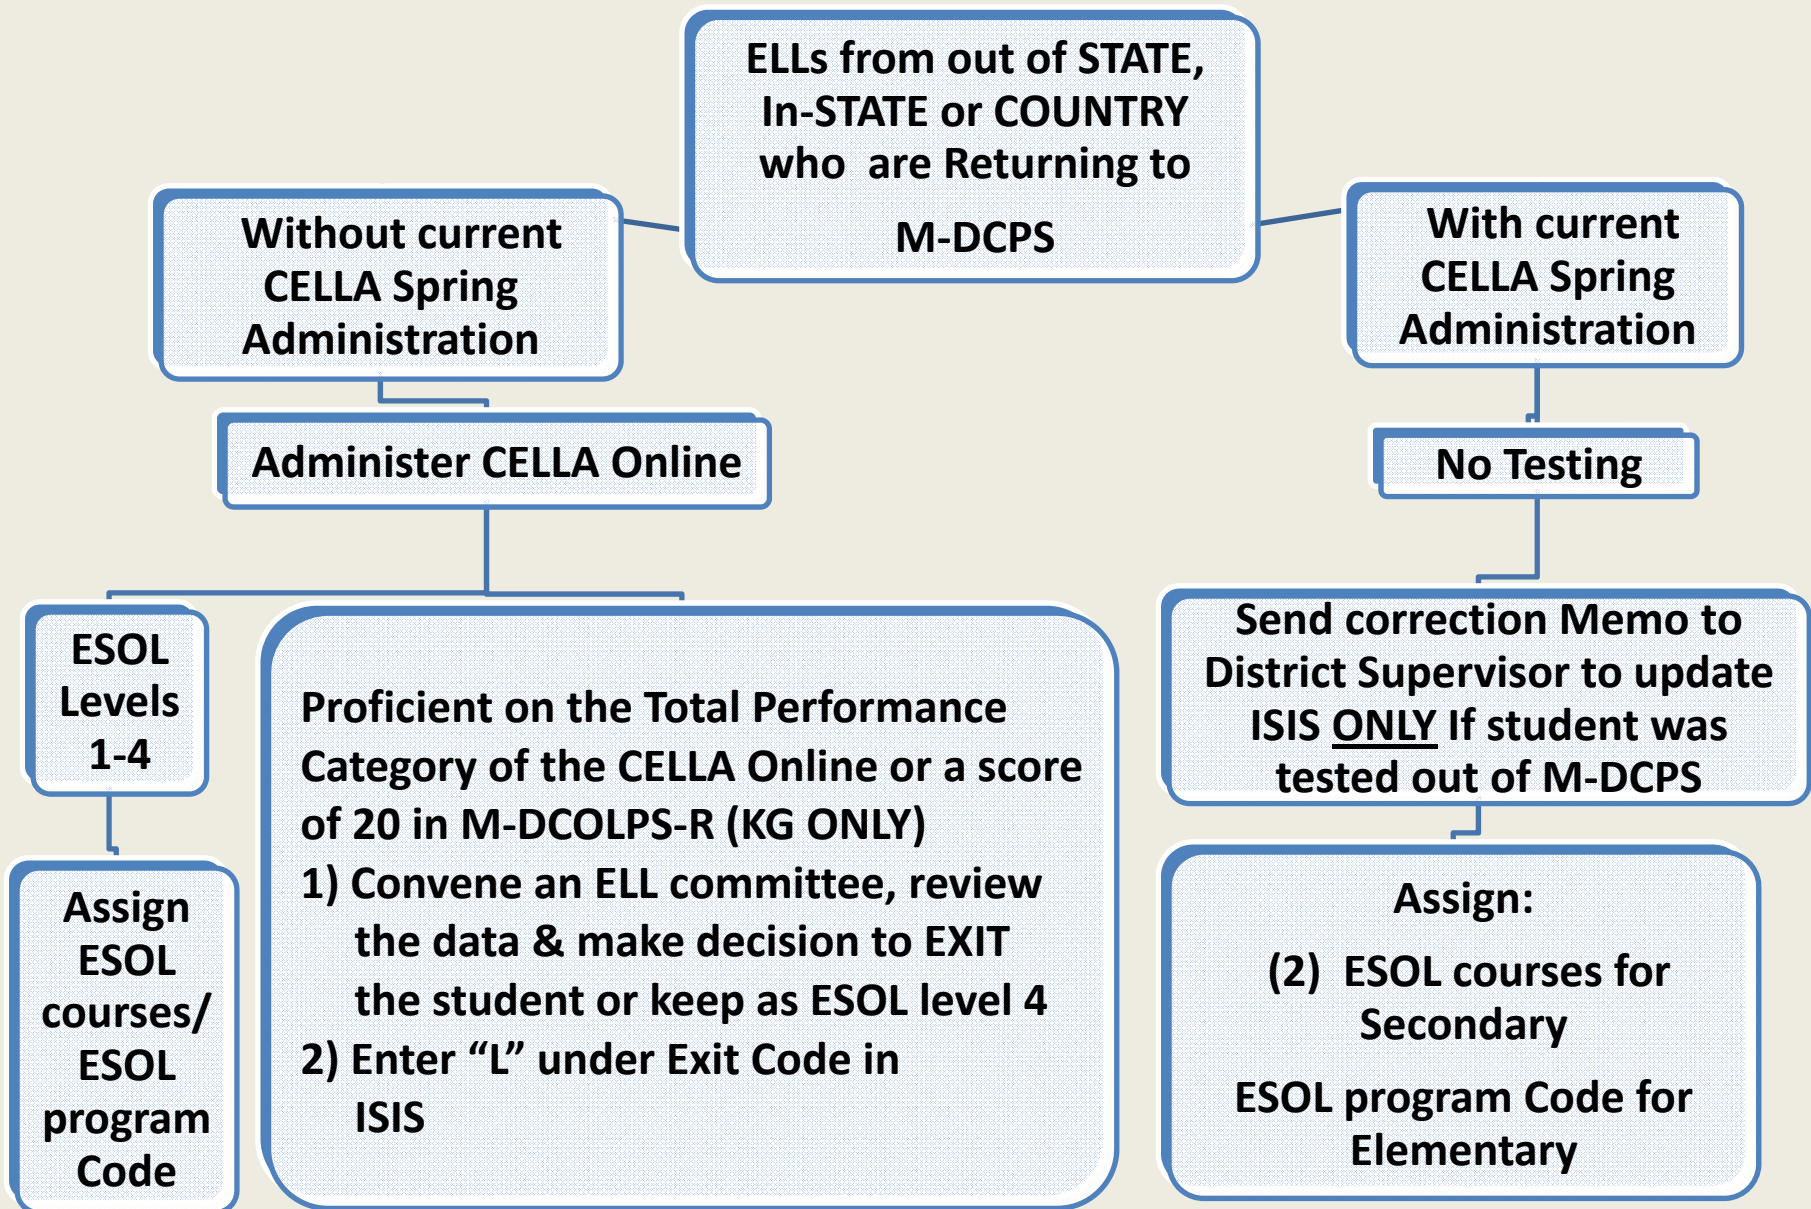 ELLs from out of STATE,
In-STATE or COUNTRY
who are Returning to
M-DCPS
Without current
CELLA Spring
Administration
With current
CELLA Spring
Administration
Administer CELLA Online
No Testing
ESOL
Levels
1-4
Proficient on the Total Performance
Category of the CELLA Online or a score
of 20 in M-DCOLPS-R (KG ONLY)
1) Convene an ELL committee, review
the data & make decision to EXIT
the student or keep as ESOL level 4
2) Enter “L” under Exit Code in
ISIS
Send correction Memo to
District Supervisor to update
ISIS ONLY If student was
tested out of M-DCPS
Assign
ESOL
courses/
ESOL
program
Code
Assign:
(2) ESOL courses for
Secondary
ESOL program Code for
Elementary